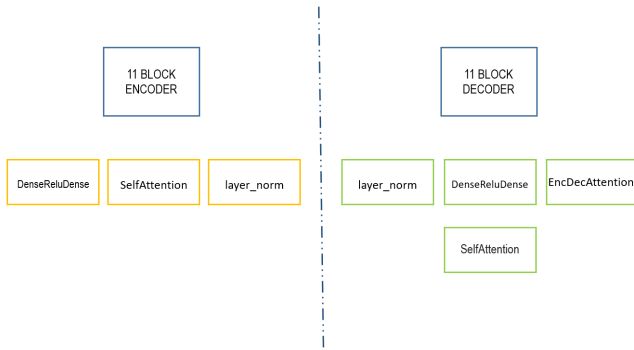 11 BLOCK
ENCODER
11 BLOCK
DECODER
DenseReluDense
SelfAttention
layer_norm
layer_norm
DenseReluDense
EncDecAttention
SelfAttention